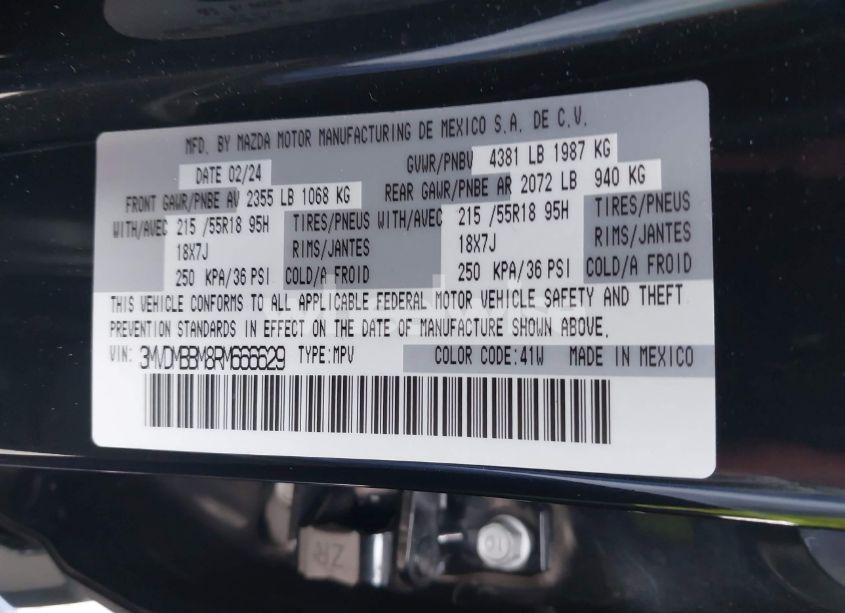 MFD. BY MAZDA MOTOR MANUFACTURING DE MEXICO S.A. DE C.V.
DATE 02/24 GVWR/PNBV 4381 LB 1987 KG
FRONT GAWR/PNBE AV 2355 LB 1068 KG REAR GAWR/PNBE AR 2072 LB 940 KG
WITH/AVEC 215 /55R18 95H TIRES/PNEUS WITH/AVEC 215 /55R18 95H TIRES/PNEUS
18X7J RIMS/JANTES 18X7J RIMS/JANTES
250 KPA/36 PSI COLD/A FROID 250 KPA/36 PSI COLD/A FROID
THIS VEHICLE CONFORMS TO ALL APPLICABLE FEDERAL MOTOR VEHICLE SAFETY AND THEFT
PREVENTION STANDARDS IN EFFECT ON THE DATE OF MANUFACTURE SHOWN ABOVE.
VIN: 3MVDMBBM8RM666629 TYPE:MPV COLOR CODE:41W MADE IN MEXICO
ZR
10